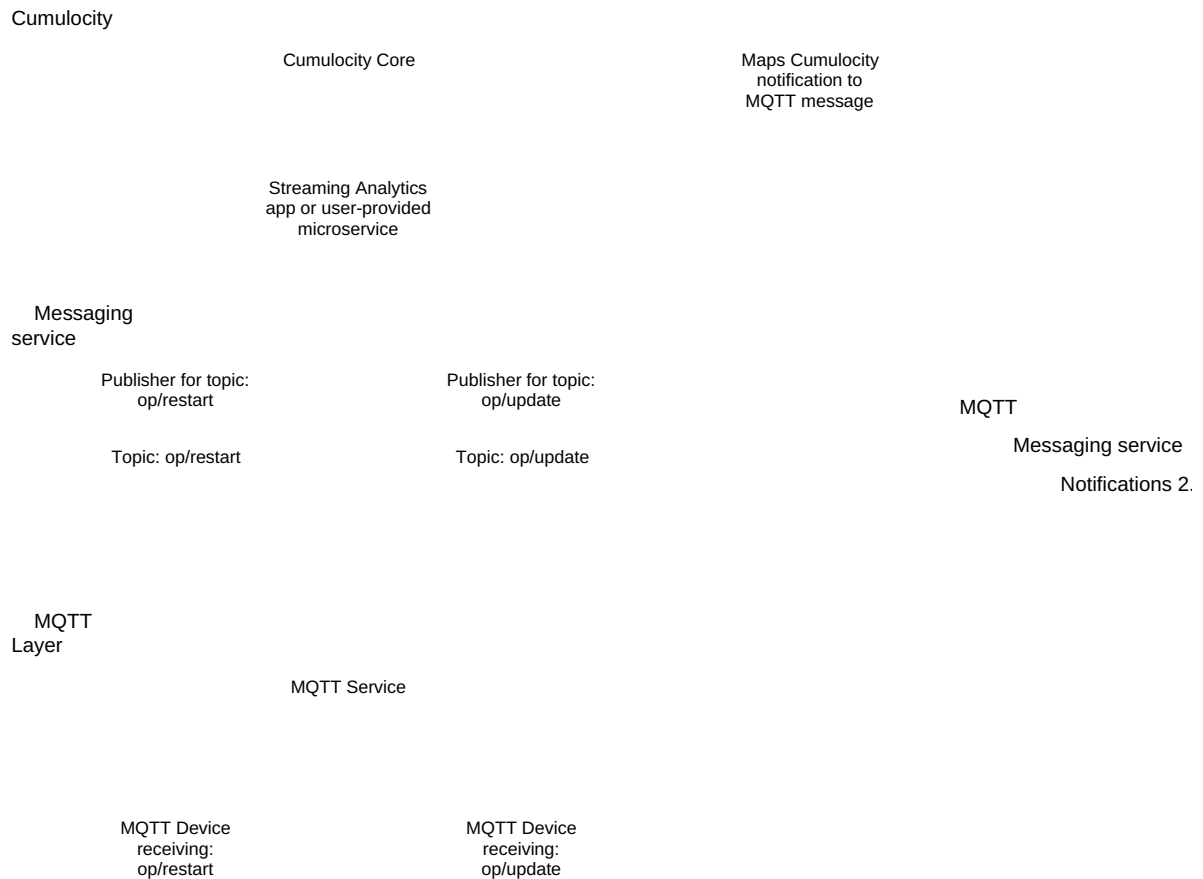 Cumulocity
Cumulocity Core
Maps Cumulocity
notification to
MQTT message
Streaming Analytics
app or user-provided
microservice
Messaging
service
Publisher for topic:
op/restart
Publisher for topic:
op/update
MQTT
Topic: op/restart
Topic: op/update
Messaging service
Notifications 2.
MQTT
Layer
MQTT Service
MQTT Device
receiving:
op/restart
MQTT Device
receiving:
op/update